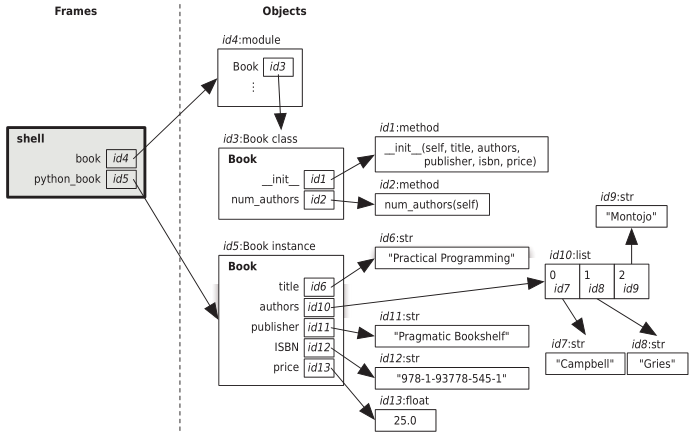 Frames
Objects
id4:module
Book id3
⋮
shell
book id4
python_book id5
id3:Book class
Book
__init__ id1
num_authors id2
id1:method
__init__(self, title, authors,
publisher, isbn, price)
id2:method
num_authors(self)
id5:Book instance
Book
title id6
authors id10
publisher id11
ISBN id12
price id13
id6:str
"Practical Programming"
id9:str
"Montojo"
id10:list
0 1 2
id7 id8 id9
id11:str
"Pragmatic Bookshelf"
id7:str
"Campbell"
id8:str
"Gries"
id12:str
"978-1-93778-545-1"
id13:float
25.0